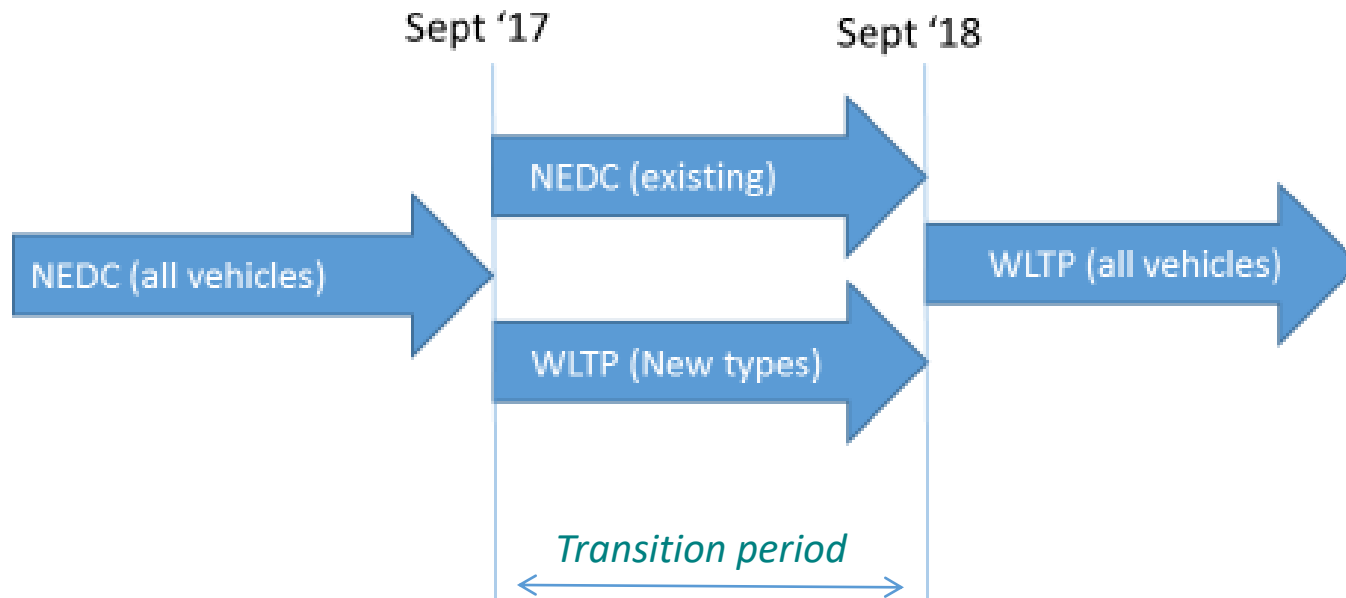 Sept ‘17
Sept ‘18
NEDC (existing)
NEDC (all vehicles)
WLTP (all vehicles)
WLTP (New types)
Transition period